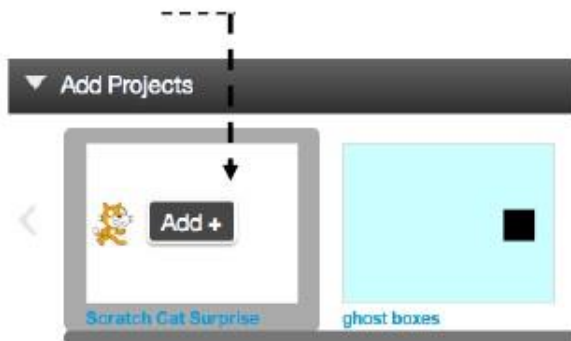 Add Projects
Add +
Scratch Cat Surprise
ghost boxes